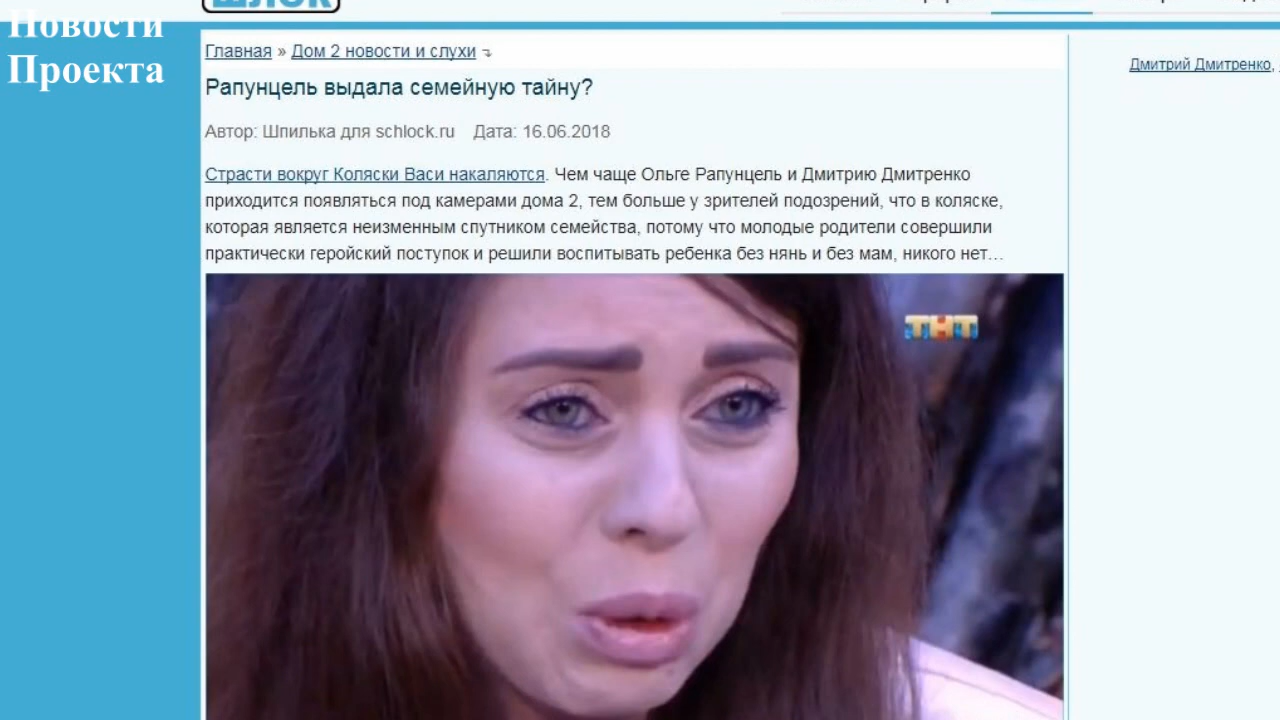 Новости
Проекта
шлок
Главная » Дом 2 новости и слухи
Дмитрий Дмитренко,
Рапунцель выдала семейную тайну?
Автор: Шпилька для schlock.ru Дата: 16.06.2018
Страсти вокруг Коляски Васи накаляются. Чем чаще Ольге Рапунцель и Дмитрию Дмитренко
приходится появляться под камерами дома 2, тем больше у зрителей подозрений, что в коляске,
которая является неизменным спутником семейства, потому что молодые родители совершили
практически геройский поступок и решили воспитывать ребенка без нянь и без мам, никого нет...
ТНТ